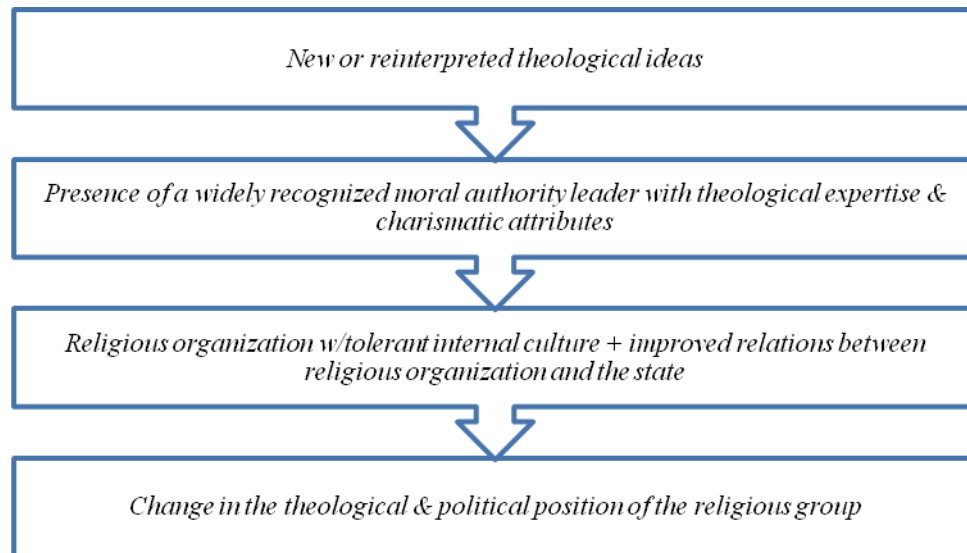 New or reinterpreted theological ideas
Presence of a widely recognized moral authority leader with theological expertise &
charismatic attributes
Religious organization w/tolerant internal culture + improved relations between
religious organization and the state
Change in the theological & political position of the religious group